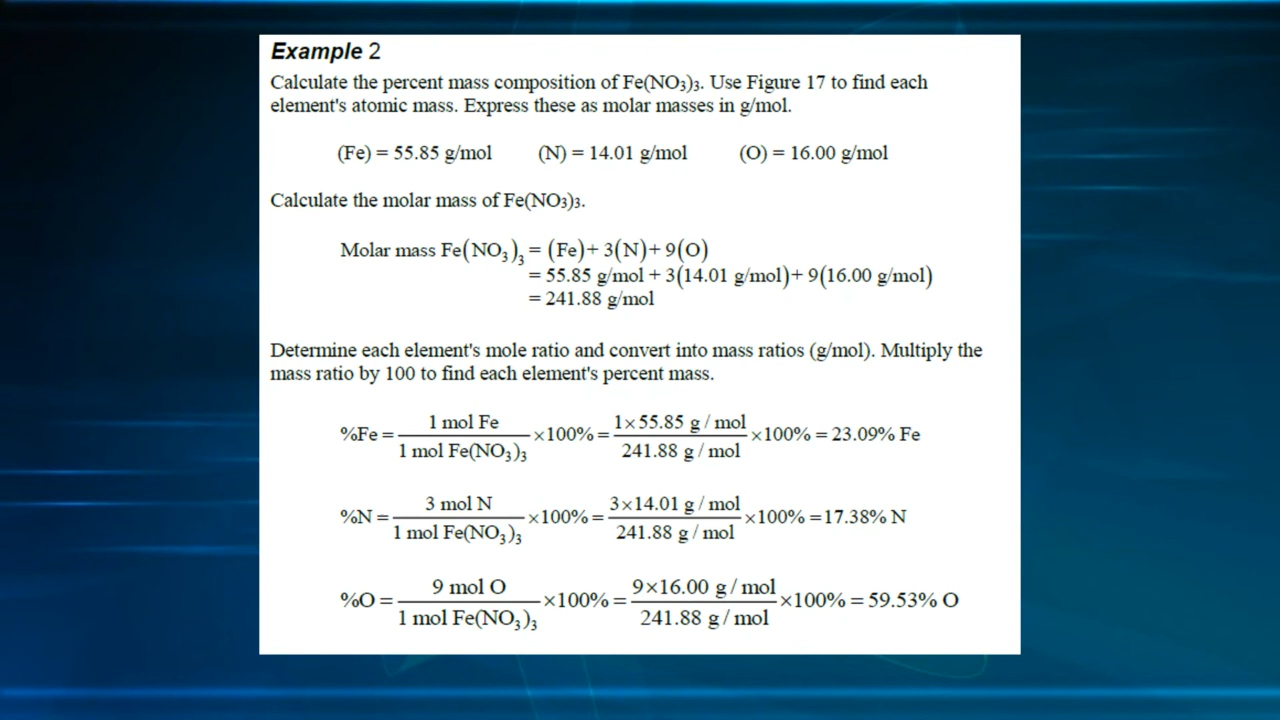 Example 2
Calculate the percent mass composition of Fe(NO₃)₃. Use Figure 17 to find each
element's atomic mass. Express these as molar masses in g/mol.
(Fe) = 55.85 g/mol (N) = 14.01 g/mol (O) = 16.00 g/mol
Calculate the molar mass of Fe(NO₃)₃.
Molar mass Fe(NO₃)₃ = (Fe)+ 3(N)+ 9(O)
= 55.85 g/mol + 3(14.01 g/mol)+ 9(16.00 g/mol)
= 241.88 g/mol
Determine each element's mole ratio and convert into mass ratios (g/mol). Multiply the
mass ratio by 100 to find each element's percent mass.
%Fe = 1 mol Fe / 1 mol Fe(NO₃)₃ ×100% = 1×55.85 g / mol / 241.88 g / mol ×100% = 23.09% Fe
%N = 3 mol N / 1 mol Fe(NO₃)₃ ×100% = 3×14.01 g / mol / 241.88 g / mol ×100% =17.38% N
%O = 9 mol O / 1 mol Fe(NO₃)₃ ×100% = 9×16.00 g / mol / 241.88 g / mol ×100% = 59.53% O